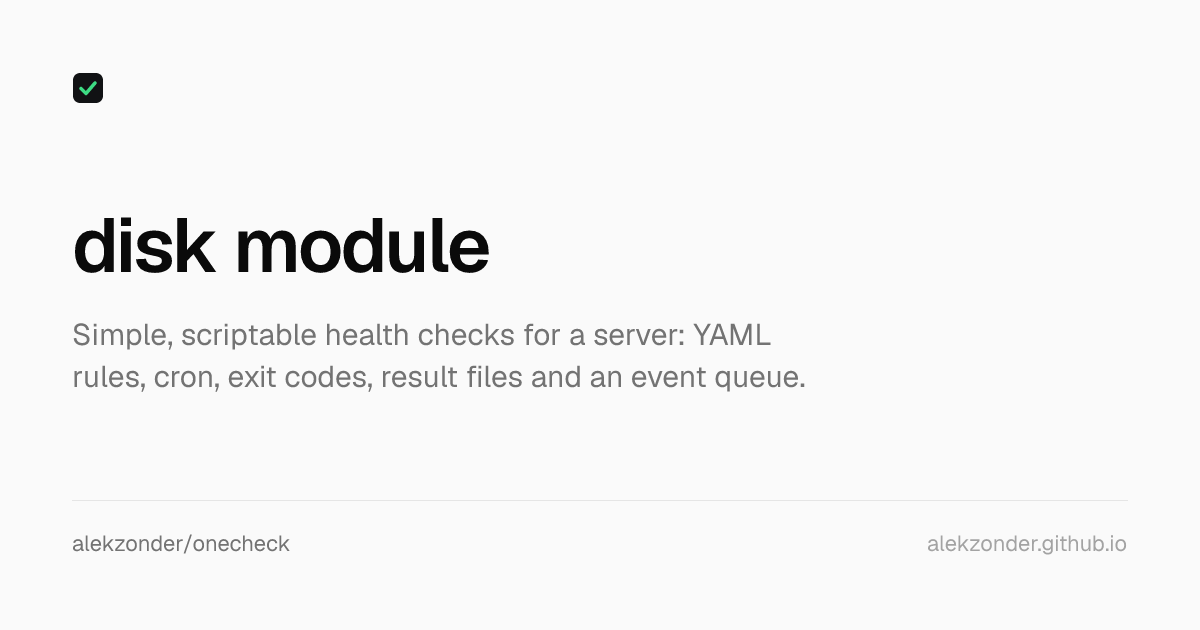 disk module
Simple, scriptable health checks for a server: YAML
rules, cron, exit codes, result files and an event queue.
alekzonder/onecheck
alekzonder.github.io